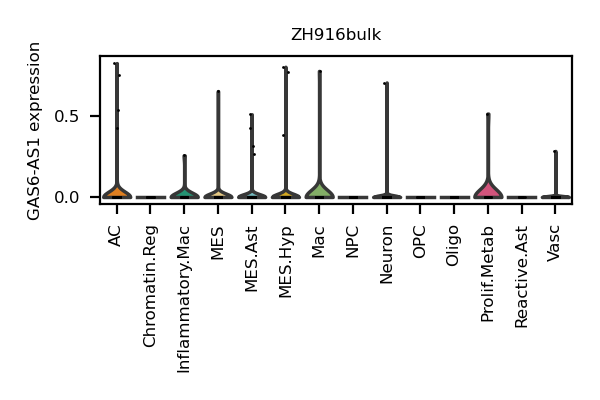 ZH916bulk
GAS6-AS1 expression
0.5
0.0
AC
Chromatin.Reg
Inflammatory.Mac
MES
MES.Ast
MES.Hyp
Mac
NPC
Neuron
OPC
Oligo
Prolif.Metab
Reactive.Ast
Vasc